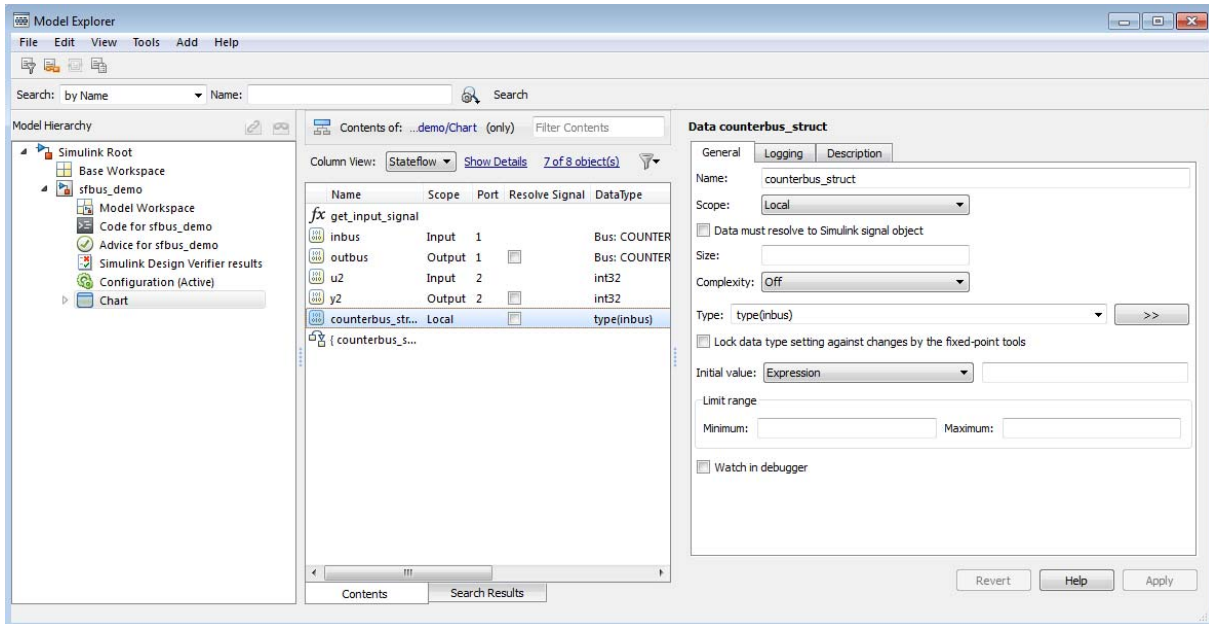 Model Explorer
File Edit View Tools Add Help
Search: by Name Name: Search
Model Hierarchy
Simulink Root
Base Workspace
sfbus_demo
Model Workspace
Code for sfbus_demo
Advice for sfbus_demo
Simulink Design Verifier results
Configuration (Active)
Chart
Contents of: ...demo/Chart (only) Filter Contents
Column View: Stateflow Show Details 7 of 8 object(s)
Name Scope Port Resolve Signal DataType
fx get_input_signal
inbus Input 1 Bus: COUNTER
outbus Output 1 Bus: COUNTER
u2 Input 2 int32
y2 Output 2 int32
counterbus_str... Local type(inbus)
{ counterbus_s...
Contents Search Results
Data counterbus_struct
General Logging Description
Name: counterbus_struct
Scope: Local
Data must resolve to Simulink signal object
Size:
Complexity: Off
Type: type(inbus) >>
Lock data type setting against changes by the fixed-point tools
Initial value: Expression
Limit range
Minimum: Maximum:
Watch in debugger
Revert Help Apply